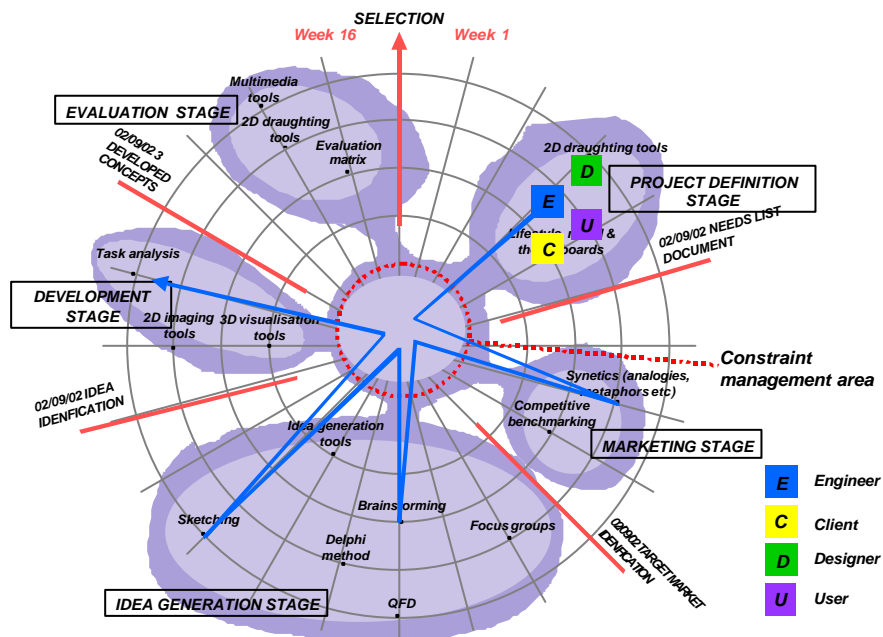 SELECTION
Week 16
Week 1
Multimedia
tools
EVALUATION STAGE
2D draughting
tools
Evaluation
matrix
02/09/02 3
DEVELOPED
CONCEPTS
2D draughting tools
D
E
PROJECT DEFINITION
STAGE
U
C
02/09/02 NEEDS LIST
DOCUMENT
Task analysis
DEVELOPMENT
STAGE
2D imaging
tools
3D visualisation
tools
Constraint
management area
Synetics (analogies,
metaphors etc)
Competitive
benchmarking
MARKETING STAGE
02/09/02 IDEA
IDENFICATION
Idea generation
tools
Brainstorming
Sketching
Focus groups
Delphi
method
02/09/02 TARGET MARKET
IDENFICATION
IDEA GENERATION STAGE
QFD
E Engineer
C Client
D Designer
U User